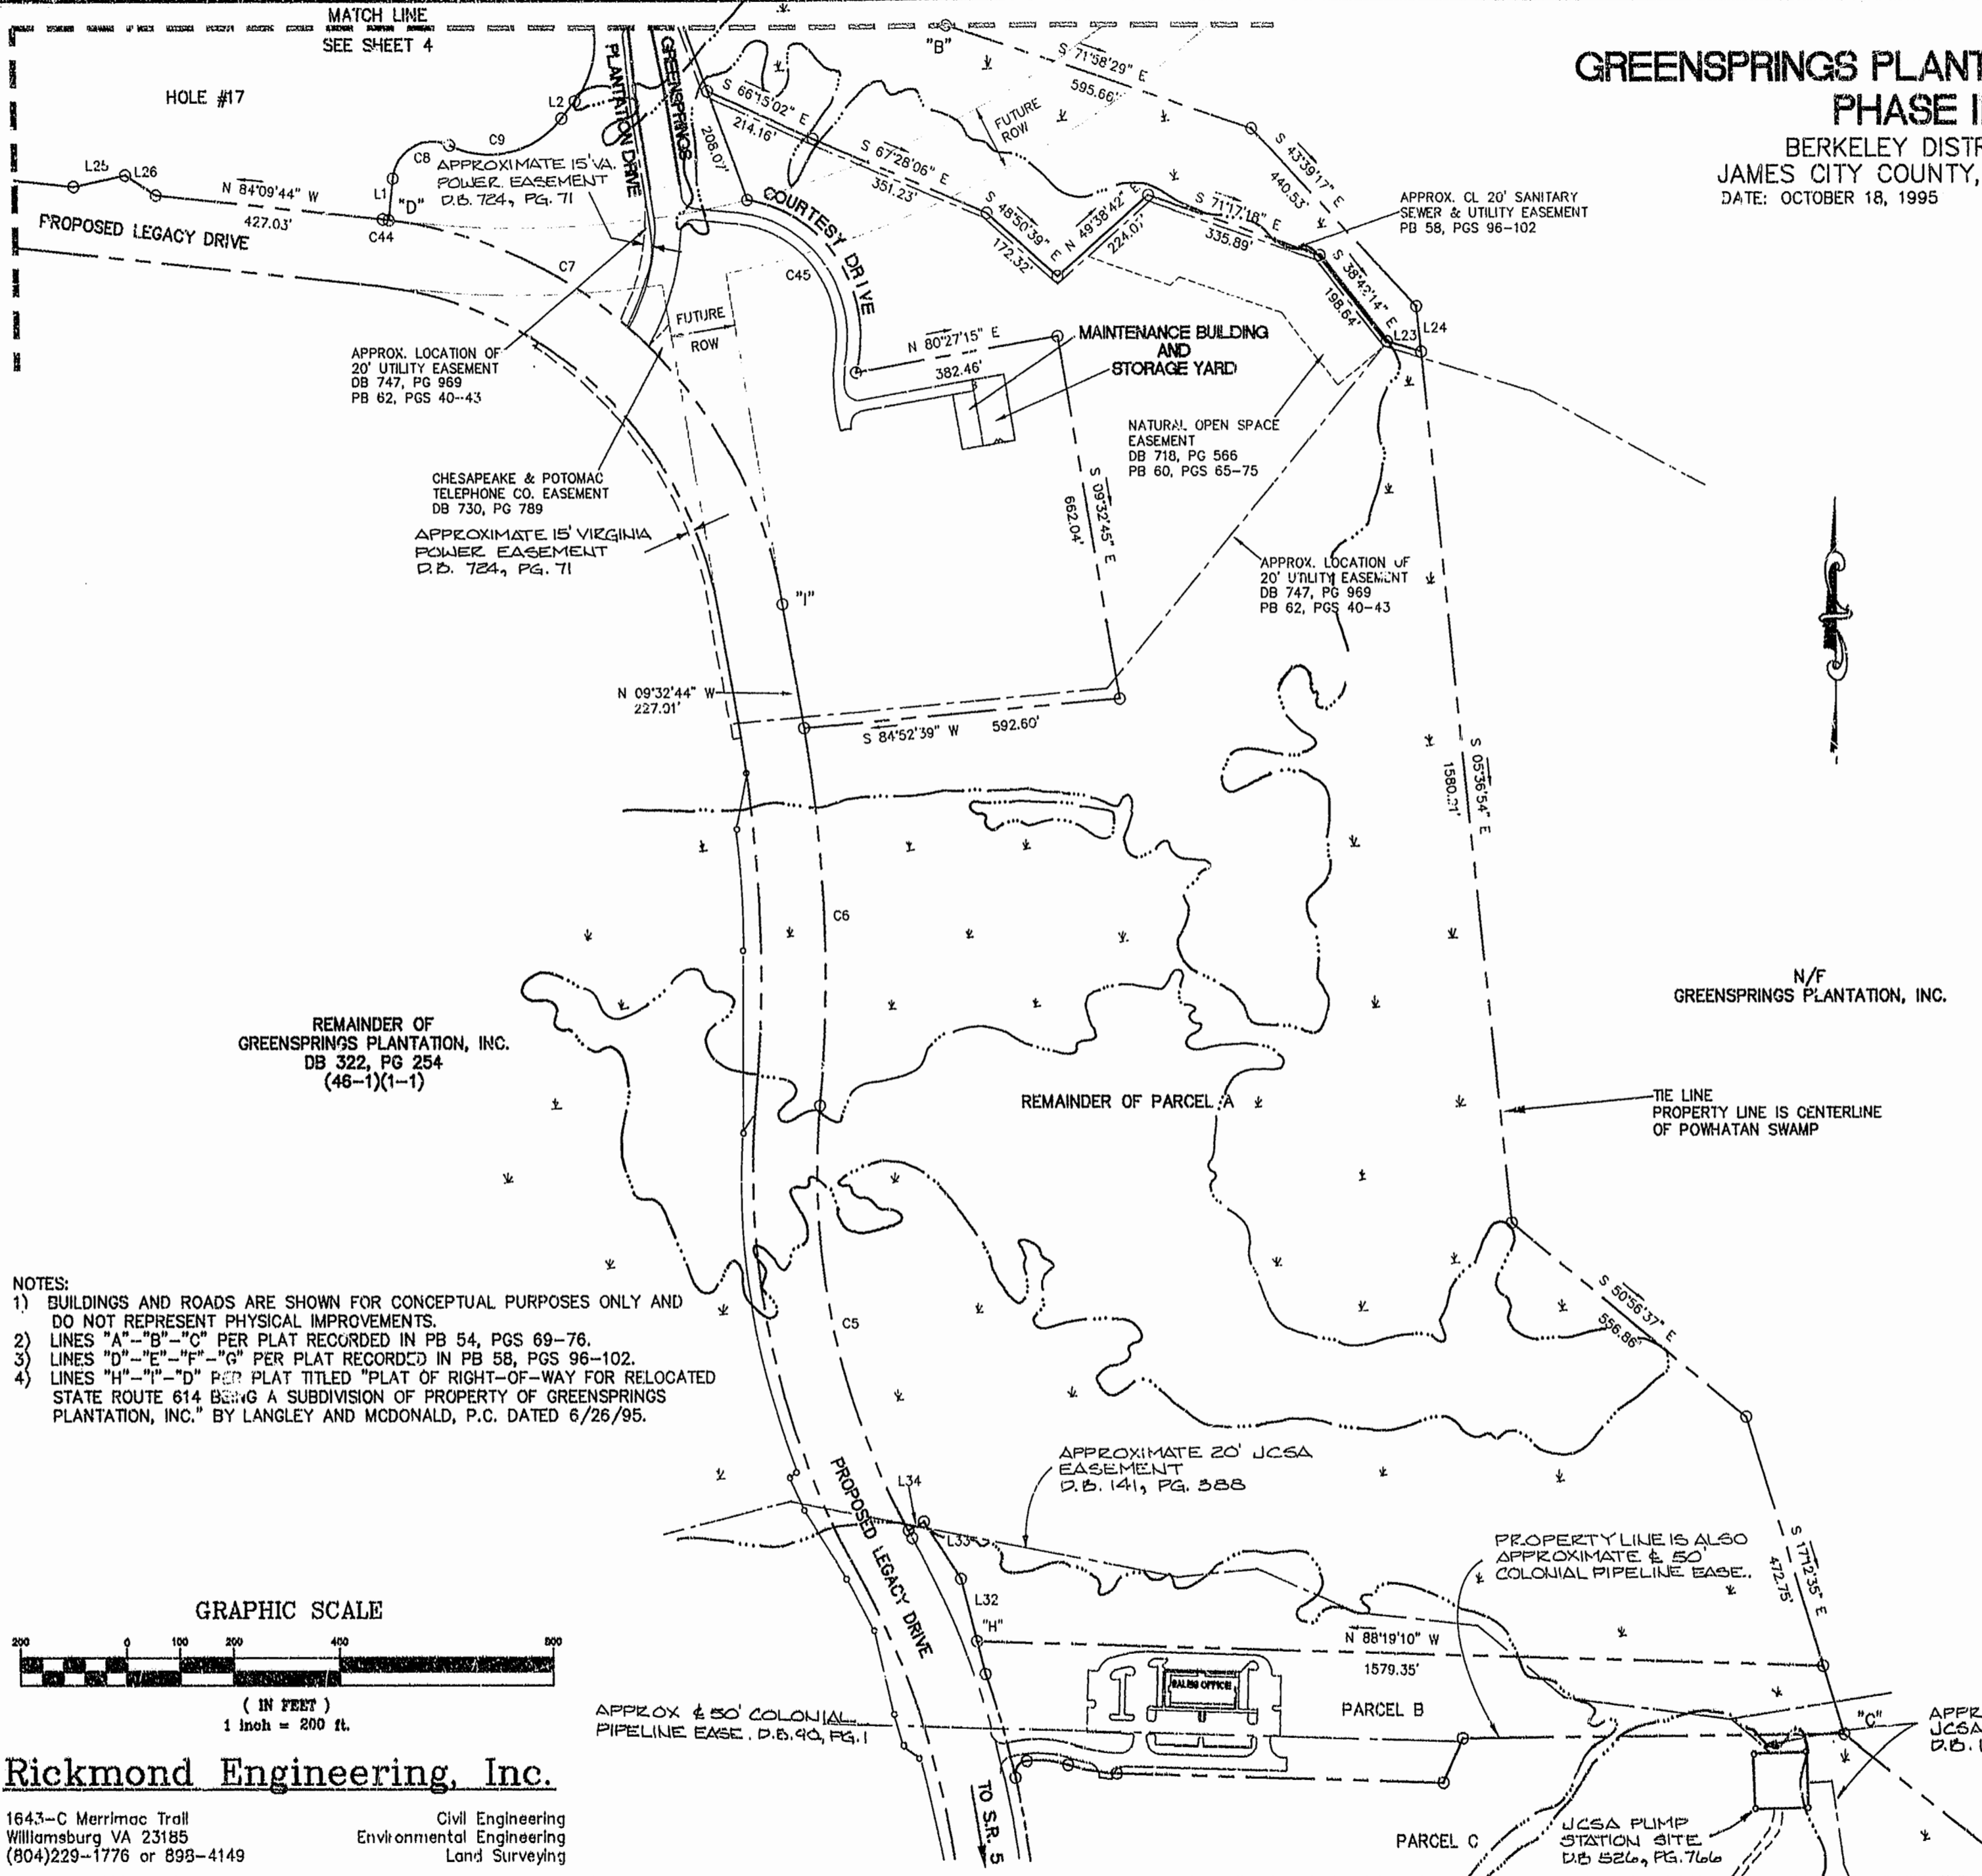 MATCH LINE
SEE SHEET 4
HOLE #17
"B"
S 71°58'29" E
595.66'
GREENSPRINGS PLANT
PHASE I
BERKELEY DISTR
JAMES CITY COUNTY,
DATE: OCTOBER 18, 1995
PLANTATION DRIVE
GREENSPRINGS
L2
C9
C8
L1
"D"
C44
L25
L26
N 84°09'44" W
427.03'
PROPOSED LEGACY DRIVE
C7
APPROXIMATE 15' VA.
POWER EASEMENT
D.B. 724, PG. 71
208.07'
S 66°15'02" E
214.16'
S 67°28'06" E
351.23'
FUTURE
ROW
S 48°50'39" E
172.32'
N 49°38'42" E
224.07'
S 71°17'18" E
335.89'
S 43°39'17" E
440.53'
APPROX. CL 20' SANITARY
SEWER & UTILITY EASEMENT
PB 58, PGS 96-102
S 38°42'14" E
198.64'
L23
L24
COURTESY DRIVE
C45
FUTURE
ROW
N 80°27'15" E
382.46'
MAINTENANCE BUILDING
AND
STORAGE YARD
APPROX. LOCATION OF
20' UTILITY EASEMENT
DB 747, PG 969
PB 62, PGS 40-43
CHESAPEAKE & POTOMAC
TELEPHONE CO. EASEMENT
DB 730, PG 789
APPROXIMATE 15' VIRGINIA
POWER EASEMENT
D.B. 724, PG. 71
NATURAL OPEN SPACE
EASEMENT
DB 718, PG 566
PB 60, PGS 65-75
S 09°32'45" E
662.04'
APPROX. LOCATION OF
20' UTILITY EASEMENT
DB 747, PG 969
PB 62, PGS 40-43
"I"
N 09°32'44" W
227.01'
S 84°52'39" W
592.60'
S 05°36'54" E
C6
REMAINDER OF
GREENSPRINGS PLANTATION, INC.
DB 322, PG 254
(46-1)(1-1)
N/F
GREENSPRINGS PLANTATION, INC.
REMAINDER OF PARCEL A
TIE LINE
PROPERTY LINE IS CENTERLINE
OF POWHATAN SWAMP
S 50°56'37" E
556.86'
NOTES:
1) BUILDINGS AND ROADS ARE SHOWN FOR CONCEPTUAL PURPOSES ONLY AND
DO NOT REPRESENT PHYSICAL IMPROVEMENTS.
2) LINES "A"-"B"-"C" PER PLAT RECORDED IN PB 54, PGS 69-76.
3) LINES "D"-"E"-"F"-"G" PER PLAT RECORDED IN PB 58, PGS 96-102.
4) LINES "H"-"I"-"D" PER PLAT TITLED "PLAT OF RIGHT-OF-WAY FOR RELOCATED
STATE ROUTE 614 BEING A SUBDIVISION OF PROPERTY OF GREENSPRINGS
PLANTATION, INC." BY LANGLEY AND MCDONALD, P.C. DATED 6/26/95.
C5
PROPOSED LEGACY DRIVE
L34
L33
L32
"H"
APPROXIMATE 20' JCSA
EASEMENT
D.B. 141, PG. 388
PROPERTY LINE IS ALSO
APPROXIMATE ℄ 50'
COLONIAL PIPELINE EASE.
S 17°12'35" E
472.75'
N 88°19'10" W
1579.35'
SALES OFFICE
PARCEL B
"C"
APPR
JCSA
D.B. 1
GRAPHIC SCALE
200 0 100 200 400 800
( IN FEET )
1 inch = 200 ft.
APPROX ℄ 50' COLONIAL
PIPELINE EASE. D.B. 90, PG. 1
TO S.R. 5
PARCEL C
JCSA PUMP
STATION SITE
D.B 526, PG. 766
Rickmond Engineering, Inc.
1643-C Merrimac Trail
Williamsburg VA 23185
(804)229-1776 or 898-4149
Civil Engineering
Environmental Engineering
Land Surveying